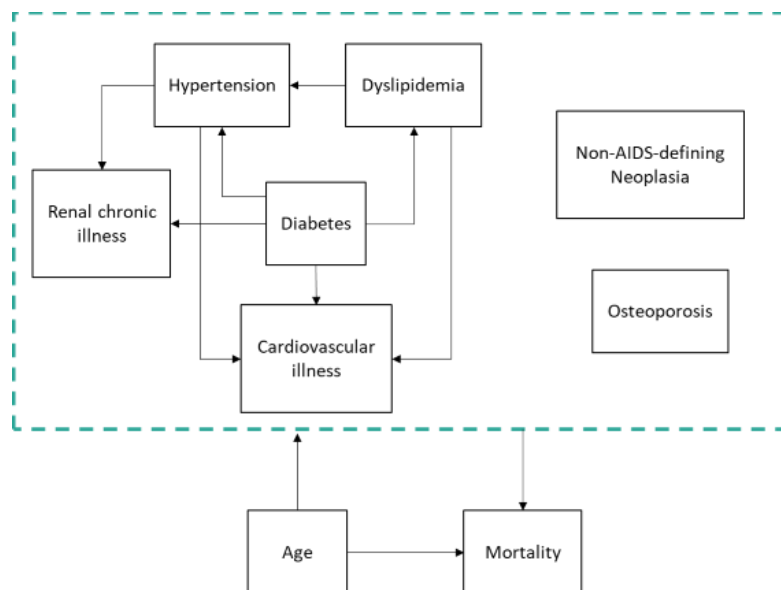 Hypertension
Dyslipidemia
Non-AIDS-defining
Neoplasia
Renal chronic
illness
Diabetes
Osteoporosis
Cardiovascular
illness
Age
Mortality